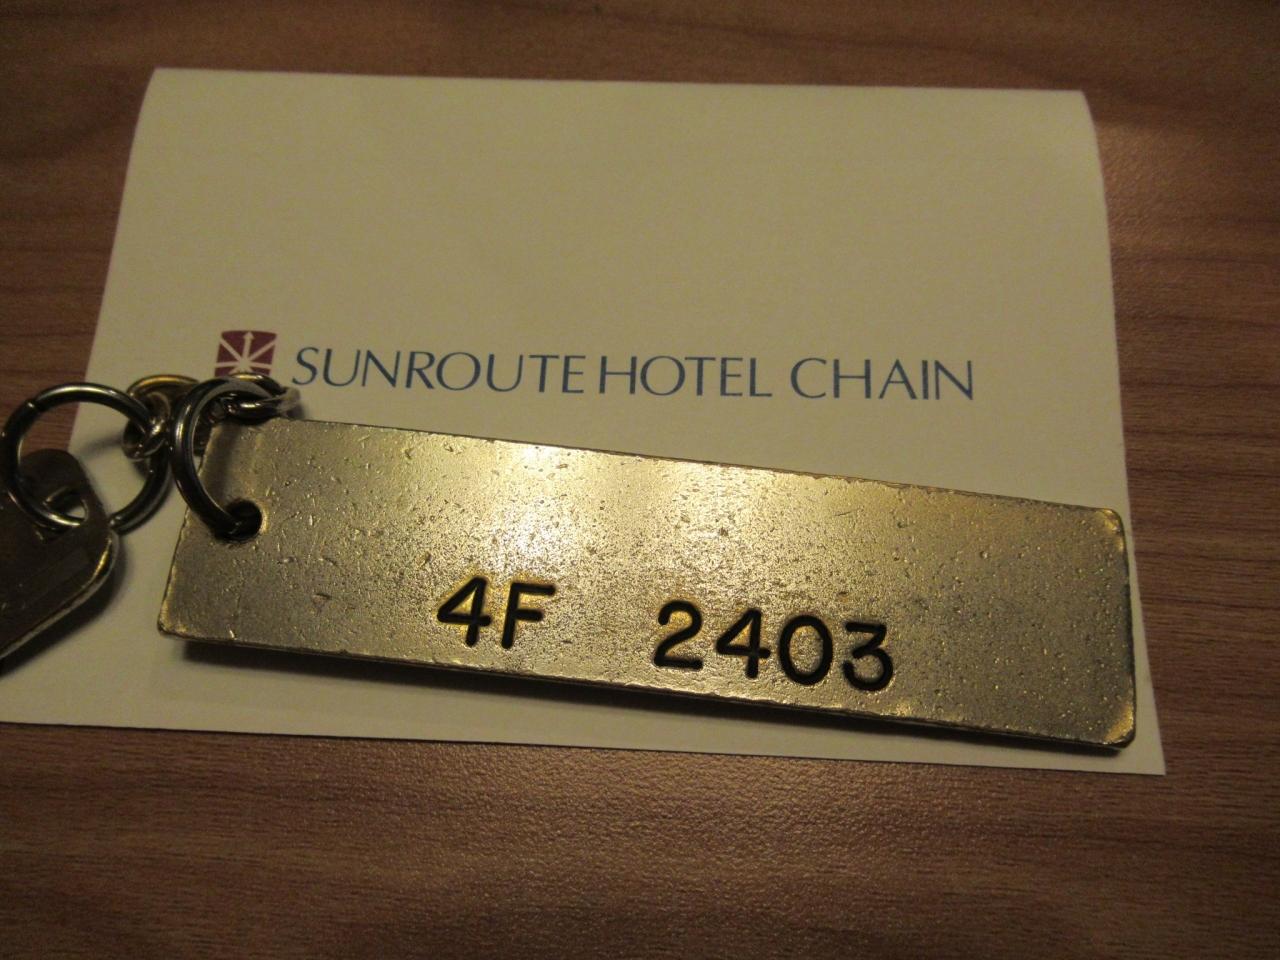 SUNROUTE HOTEL CHAIN
4F 2403